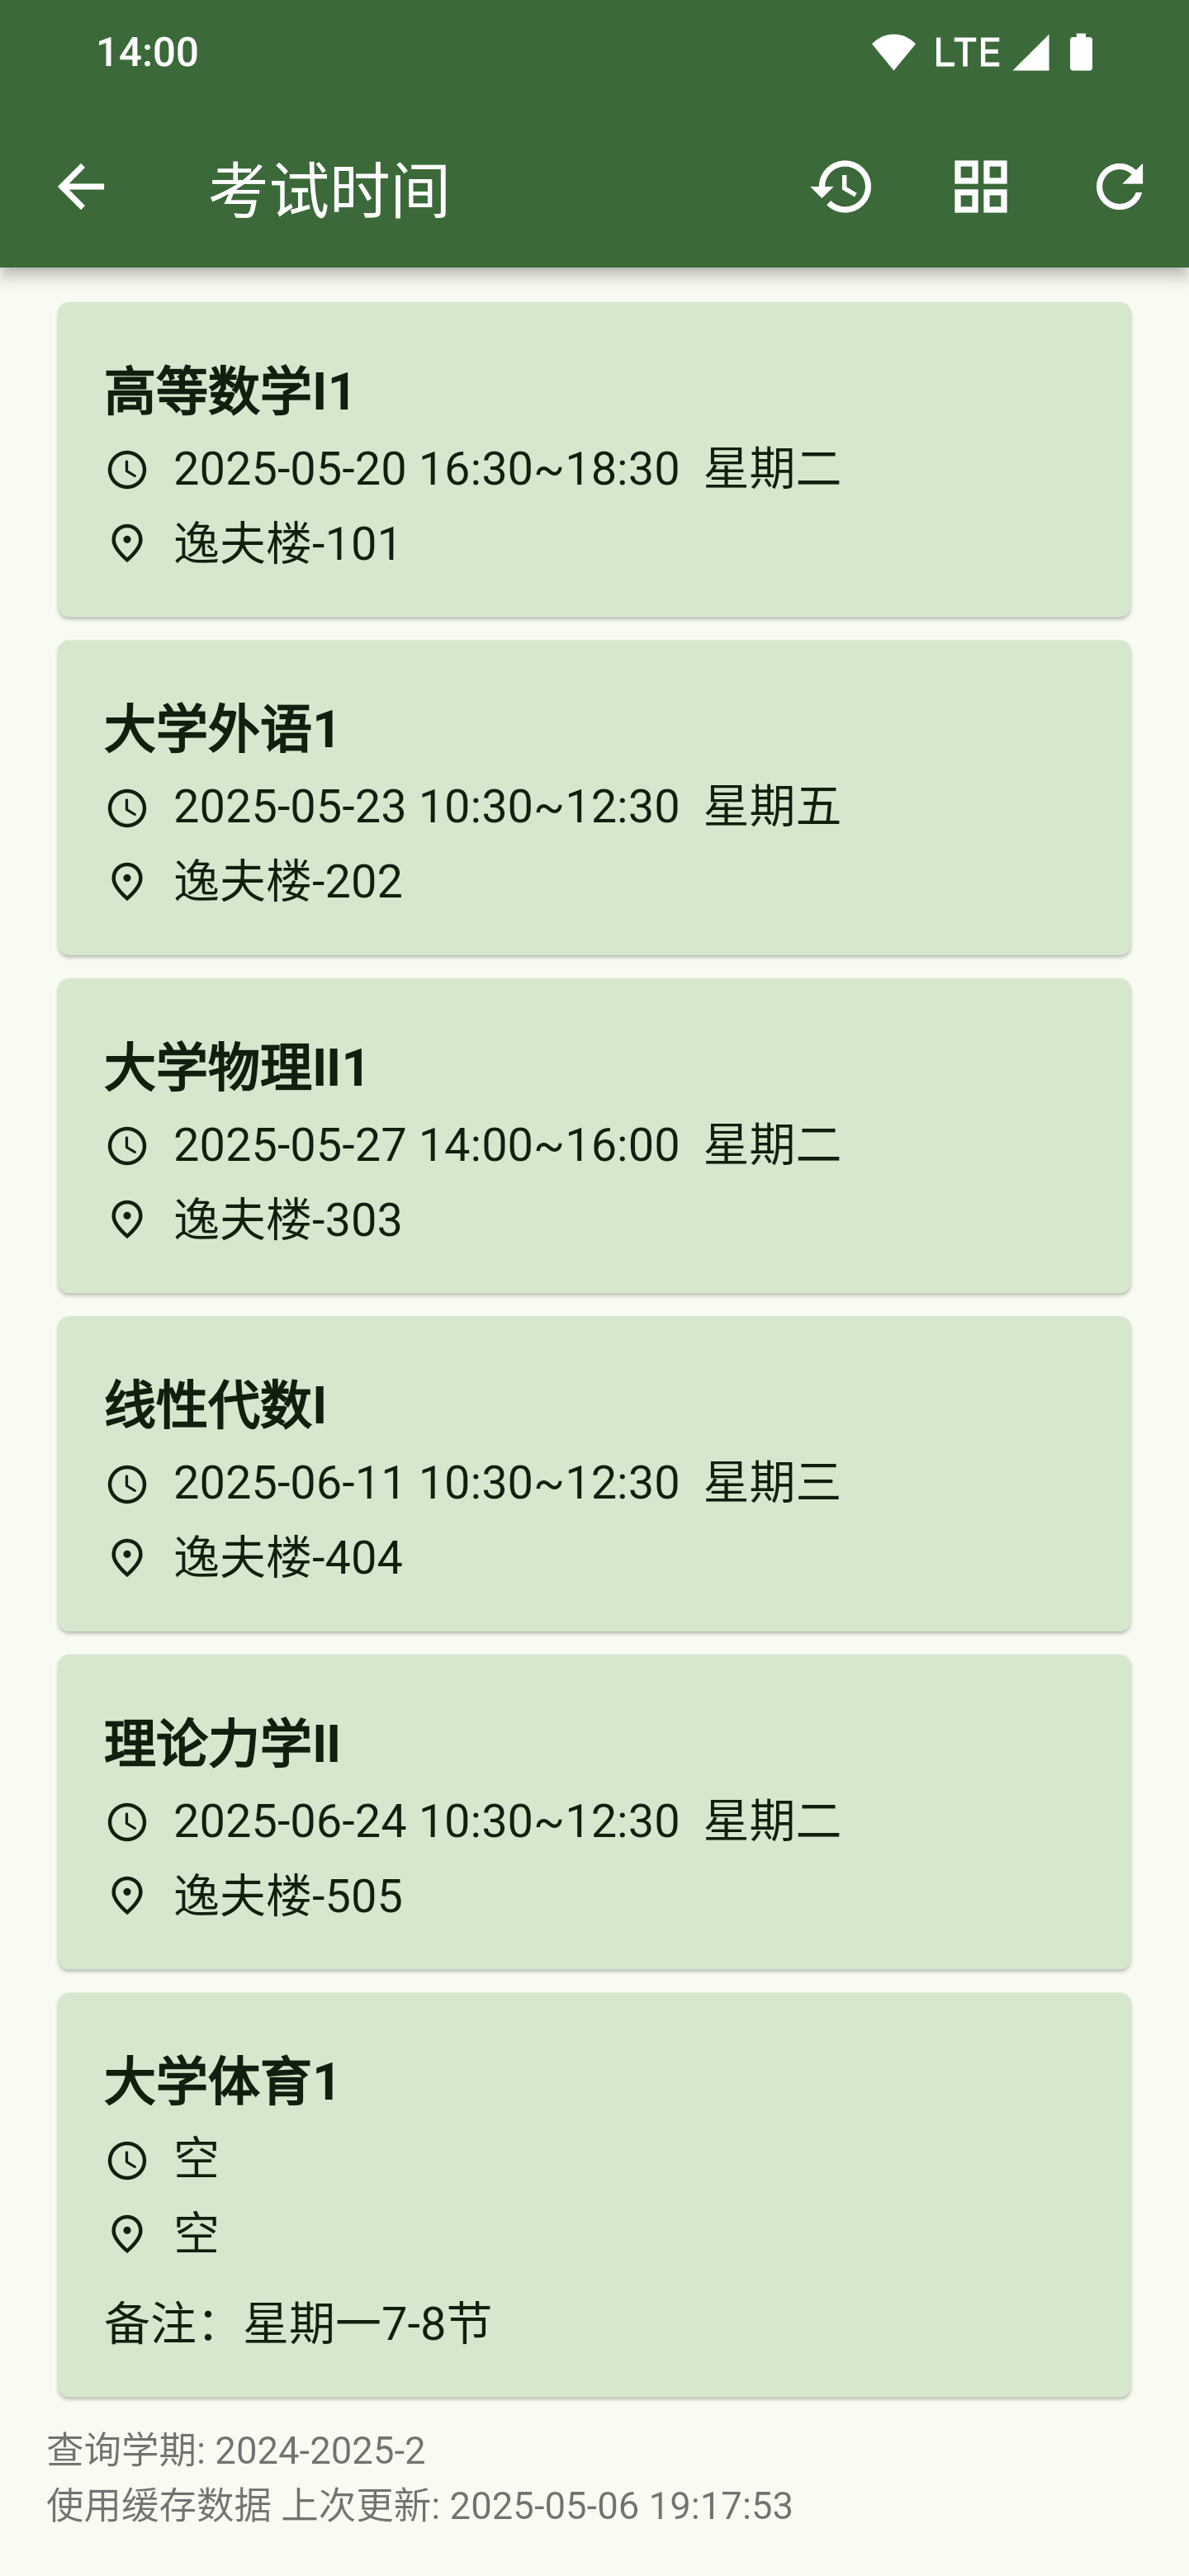 14:00 LTE
考试时间
高等数学I1
2025-05-20 16:30~18:30 星期二
逸夫楼-101
大学外语1
2025-05-23 10:30~12:30 星期五
逸夫楼-202
大学物理II1
2025-05-27 14:00~16:00 星期二
逸夫楼-303
线性代数I
2025-06-11 10:30~12:30 星期三
逸夫楼-404
理论力学II
2025-06-24 10:30~12:30 星期二
逸夫楼-505
大学体育1
空
空
备注：星期一7-8节
查询学期: 2024-2025-2
使用缓存数据 上次更新: 2025-05-06 19:17:53